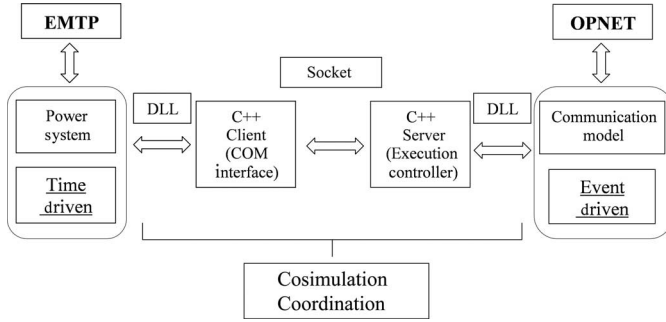 EMTP
OPNET
Socket
DLL
DLL
Power
system
C++
Client
(COM
interface)
C++
Server
(Execution
controller)
Communication
model
Time
driven
Event
driven
Cosimulation
Coordination